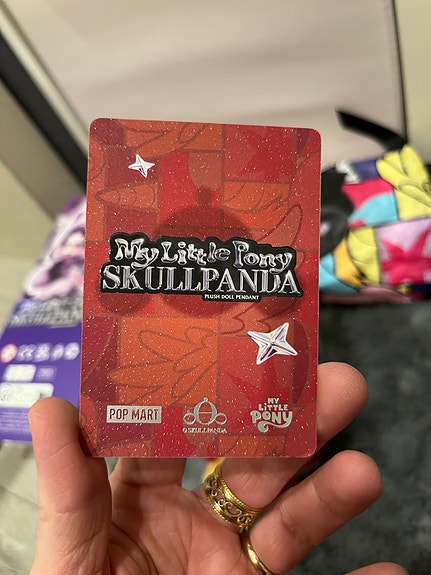 My Little Pony
SKULLPANDA
PLUSH DOLL PENDANT
POP MART
© SKULLPANDA
MY
LiTTLE
PONY